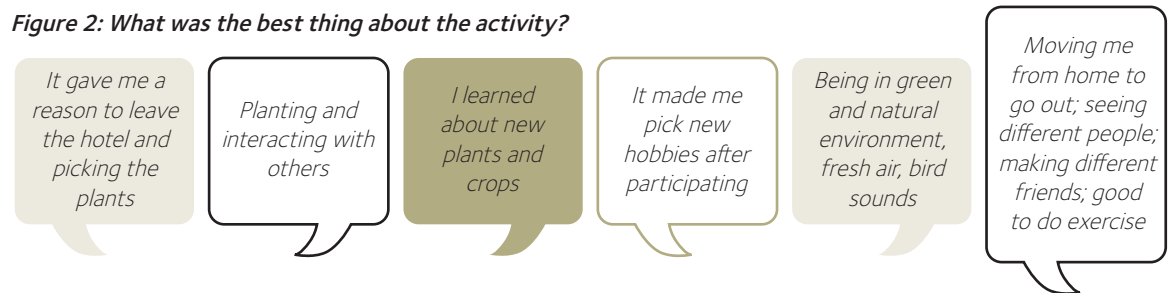 Figure 2: What was the best thing about the activity?
It gave me a
reason to leave
the hotel and
picking the
plants
Planting and
interacting with
others
I learned
about new
plants and
crops
It made me
pick new
hobbies after
participating
Being in green
and natural
environment,
fresh air, bird
sounds
Moving me
from home to
go out; seeing
different people;
making different
friends; good
to do exercise